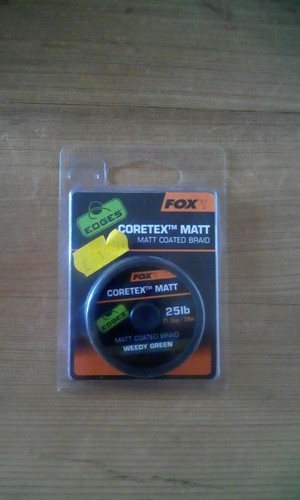 FOX
EDGES
CORETEX™ MATT
MATT COATED BRAID
FOX
CORETEX™ MATT
25lb
EDGES
MATT COATED BRAID
WEEDY GREEN